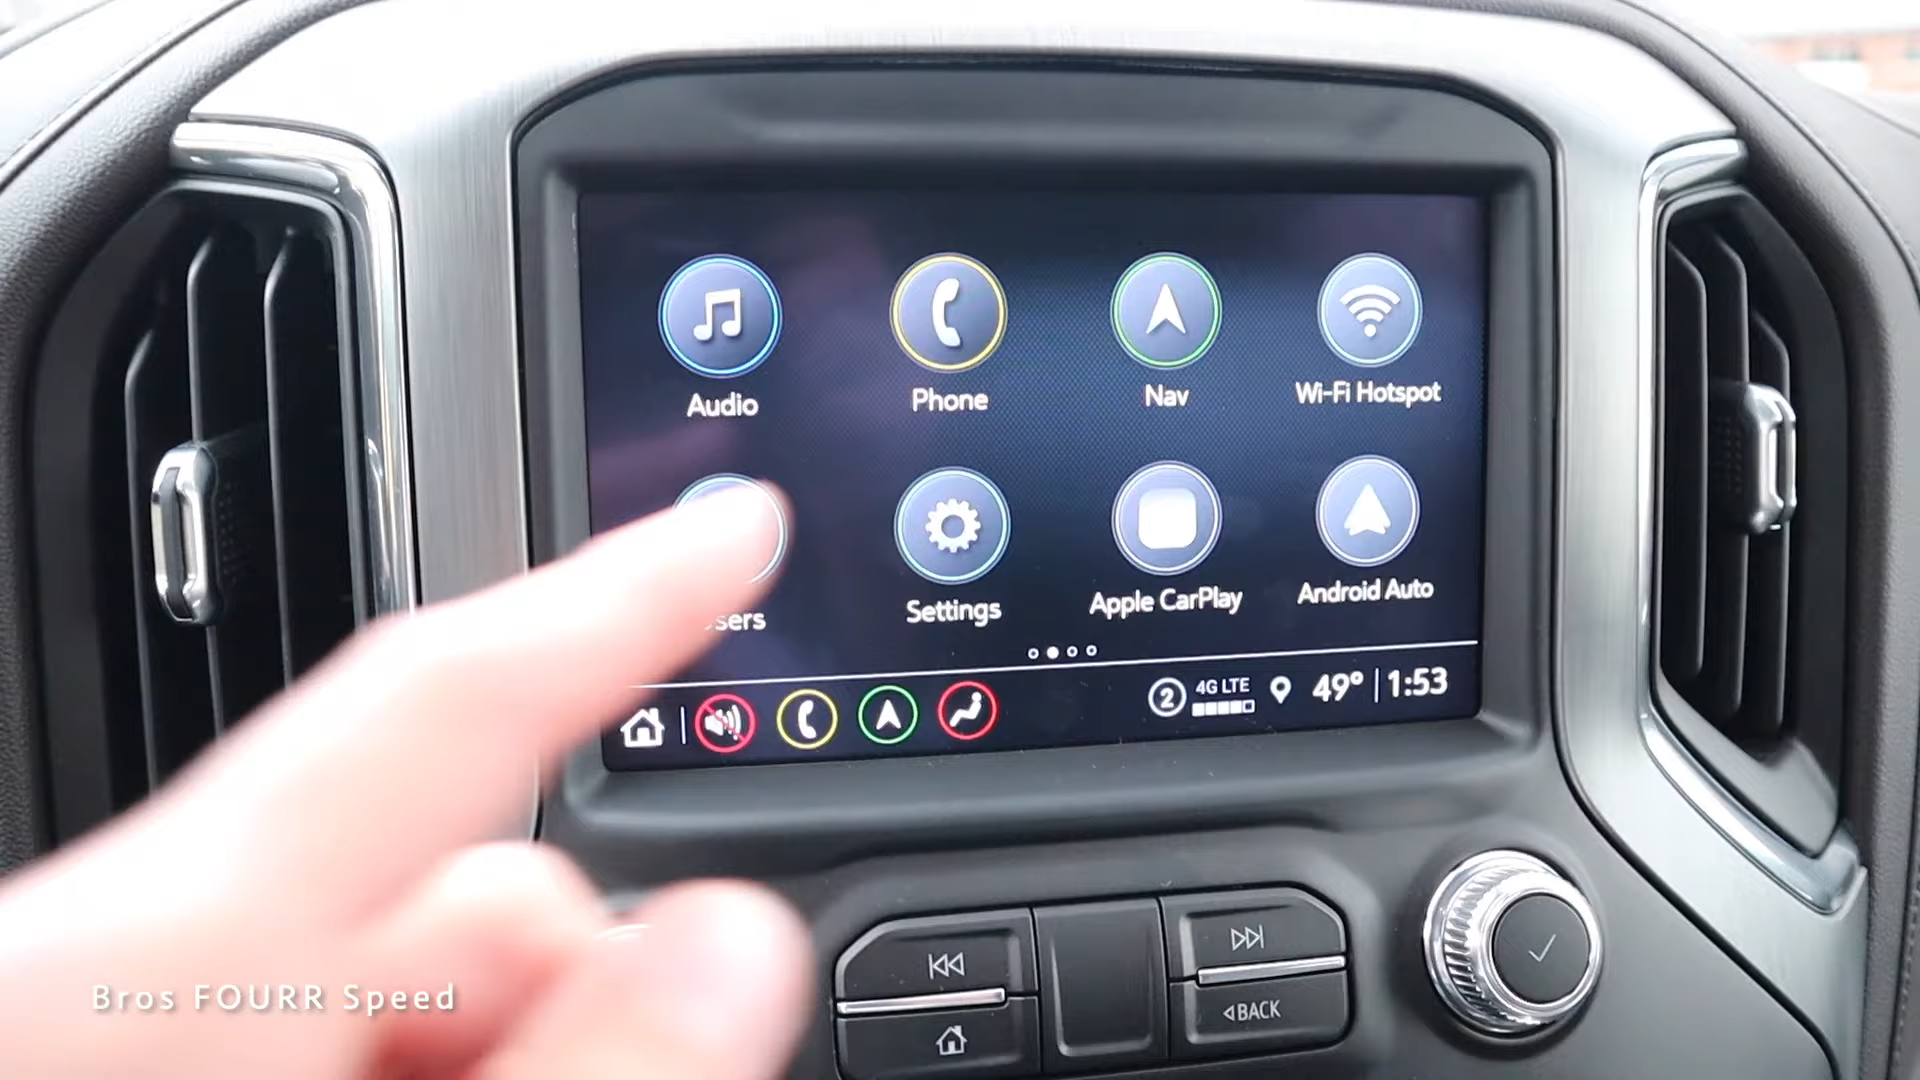 Audio
Phone
Nav
Wi-Fi Hotspot
Settings
Apple CarPlay
Android Auto
2 4G LTE 49° 1:53
BACK
Bros FOURR Speed